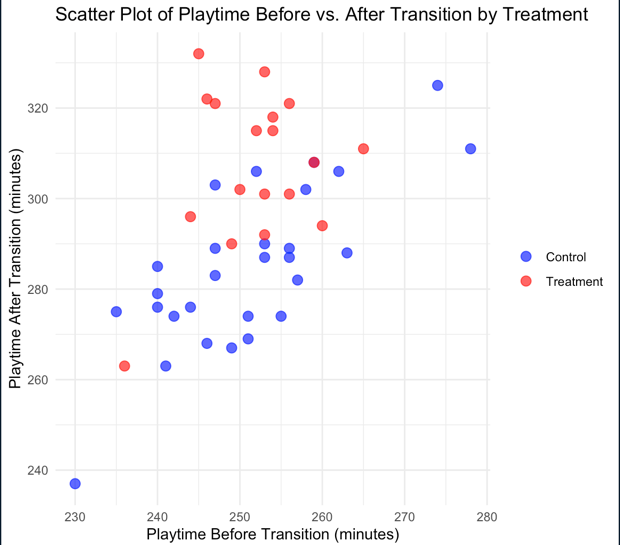 Scatter Plot of Playtime Before vs. After Transition by Treatment
Playtime After Transition (minutes)
320
300
280
260
240
230 240 250 260 270 280
Playtime Before Transition (minutes)
Control
Treatment